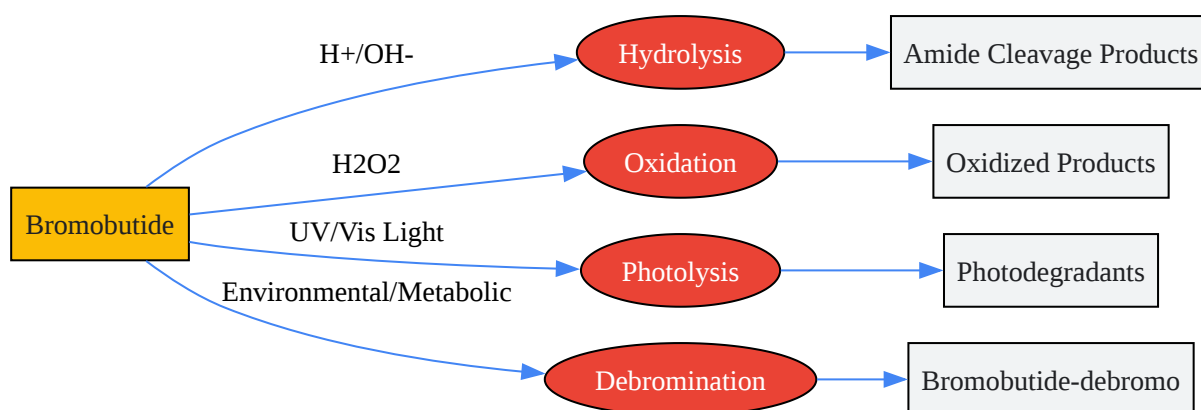 H+/OH-
Hydrolysis
Amide Cleavage Products
H2O2
Oxidation
Oxidized Products
Bromobutide
UV/Vis Light
Photolysis
Photodegradants
Environmental/Metabolic
Debromination
Bromobutide-debromo